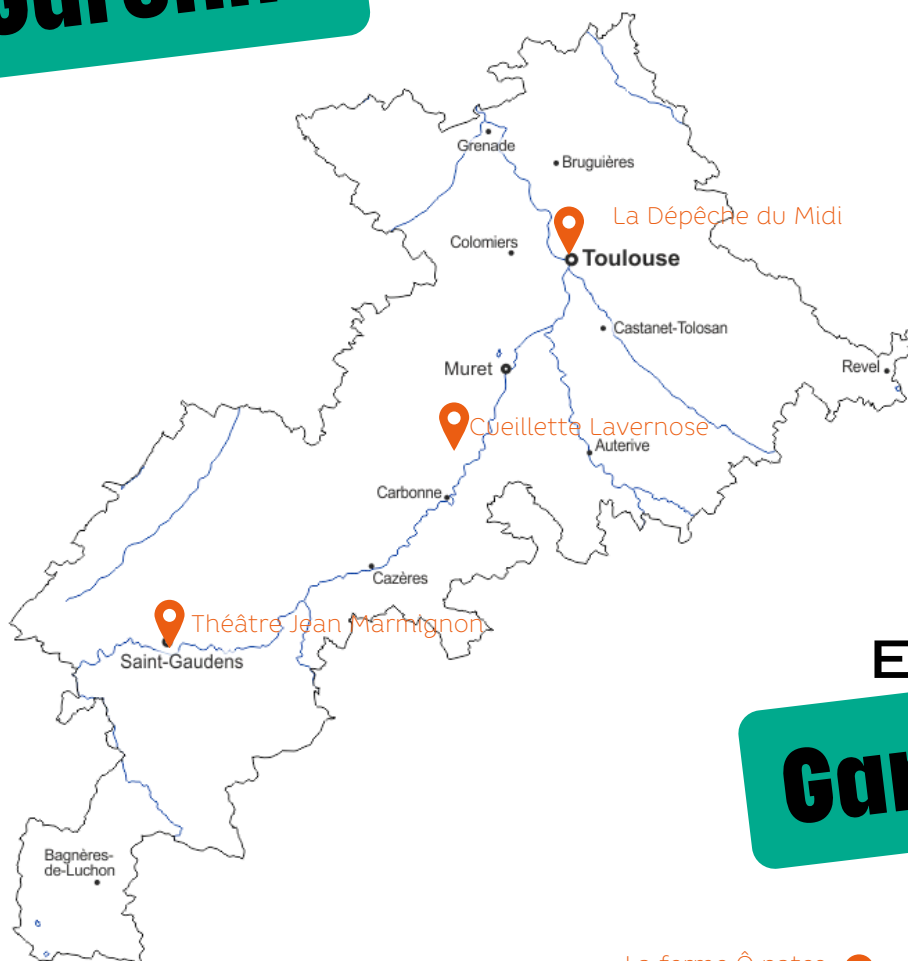 Grenade
Bruguières
La Dépêche du Midi
Colomiers
Toulouse
Castanet-Tolosan
Muret
Revel
Cueillette Lavernose
Auterive
Carbonne
Cazères
Théâtre Jean Marmignon
Saint-Gaudens
E
Gar
Bagnères-
de-Luchon